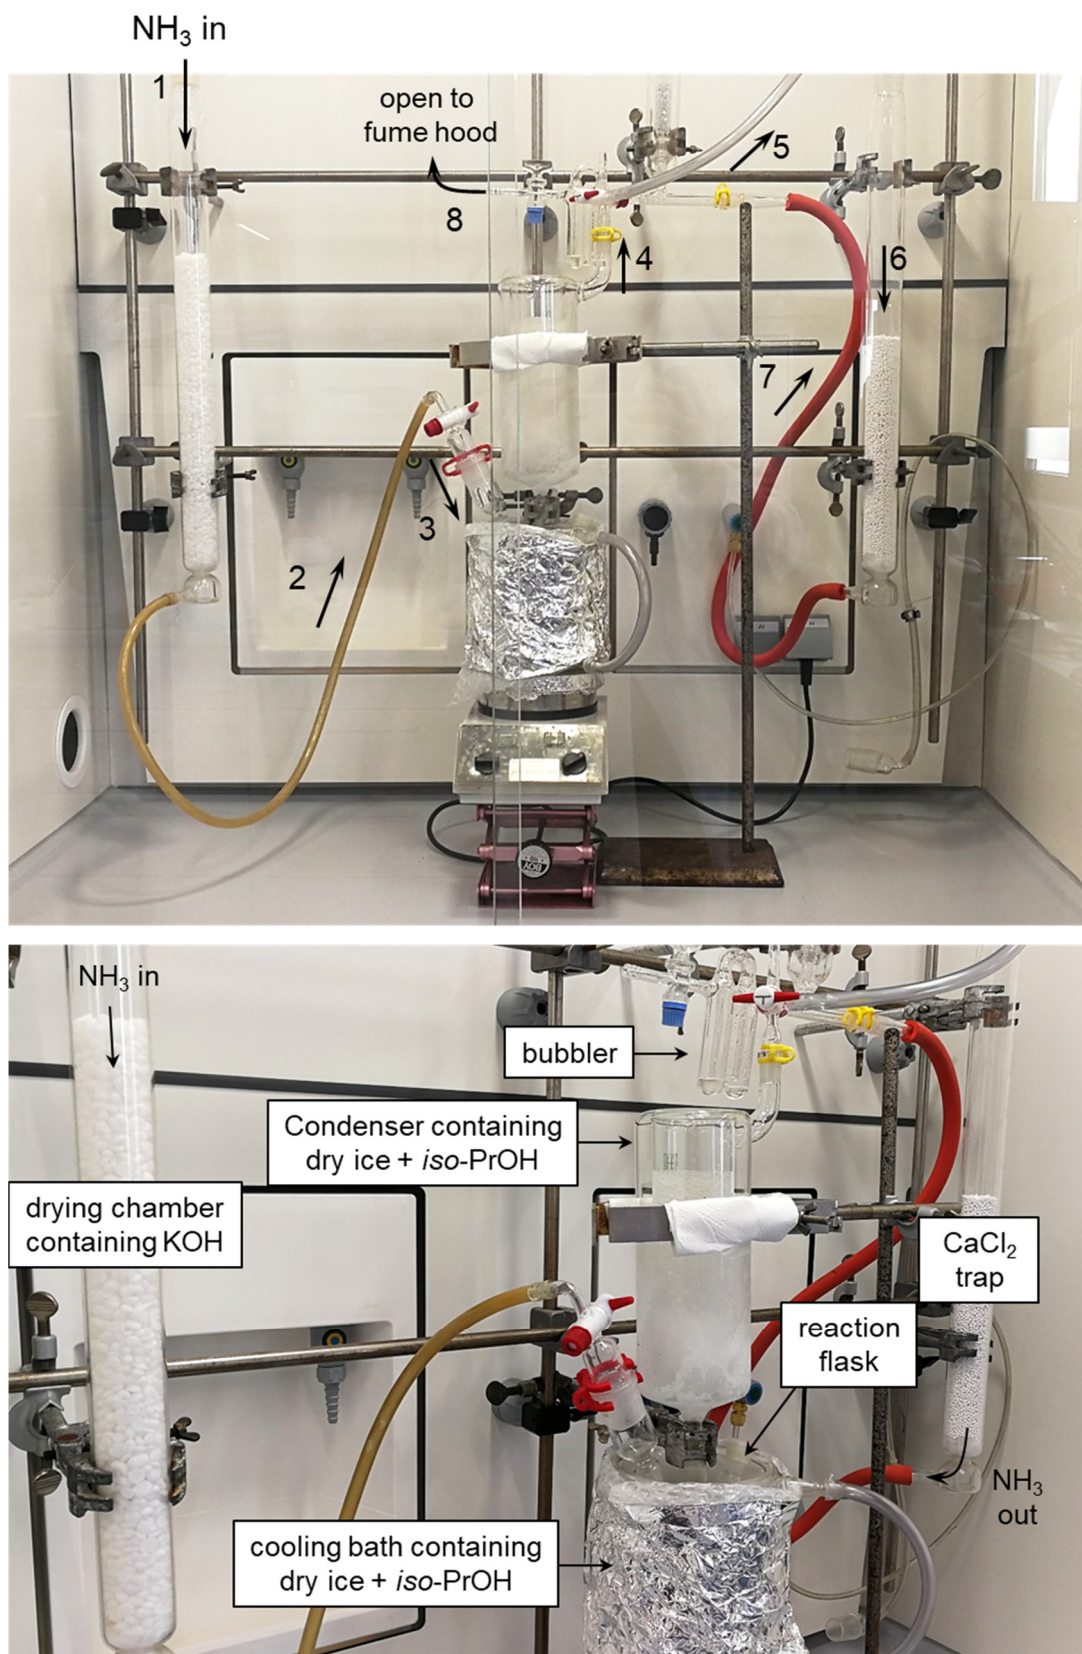 NH₃ in
1
open to
fume hood
5
8
4
6
7
3
2
NH₃ in
bubbler
Condenser containing
dry ice + iso-PrOH
drying chamber
containing KOH
CaCl₂
trap
reaction
flask
NH₃
out
cooling bath containing
dry ice + iso-PrOH